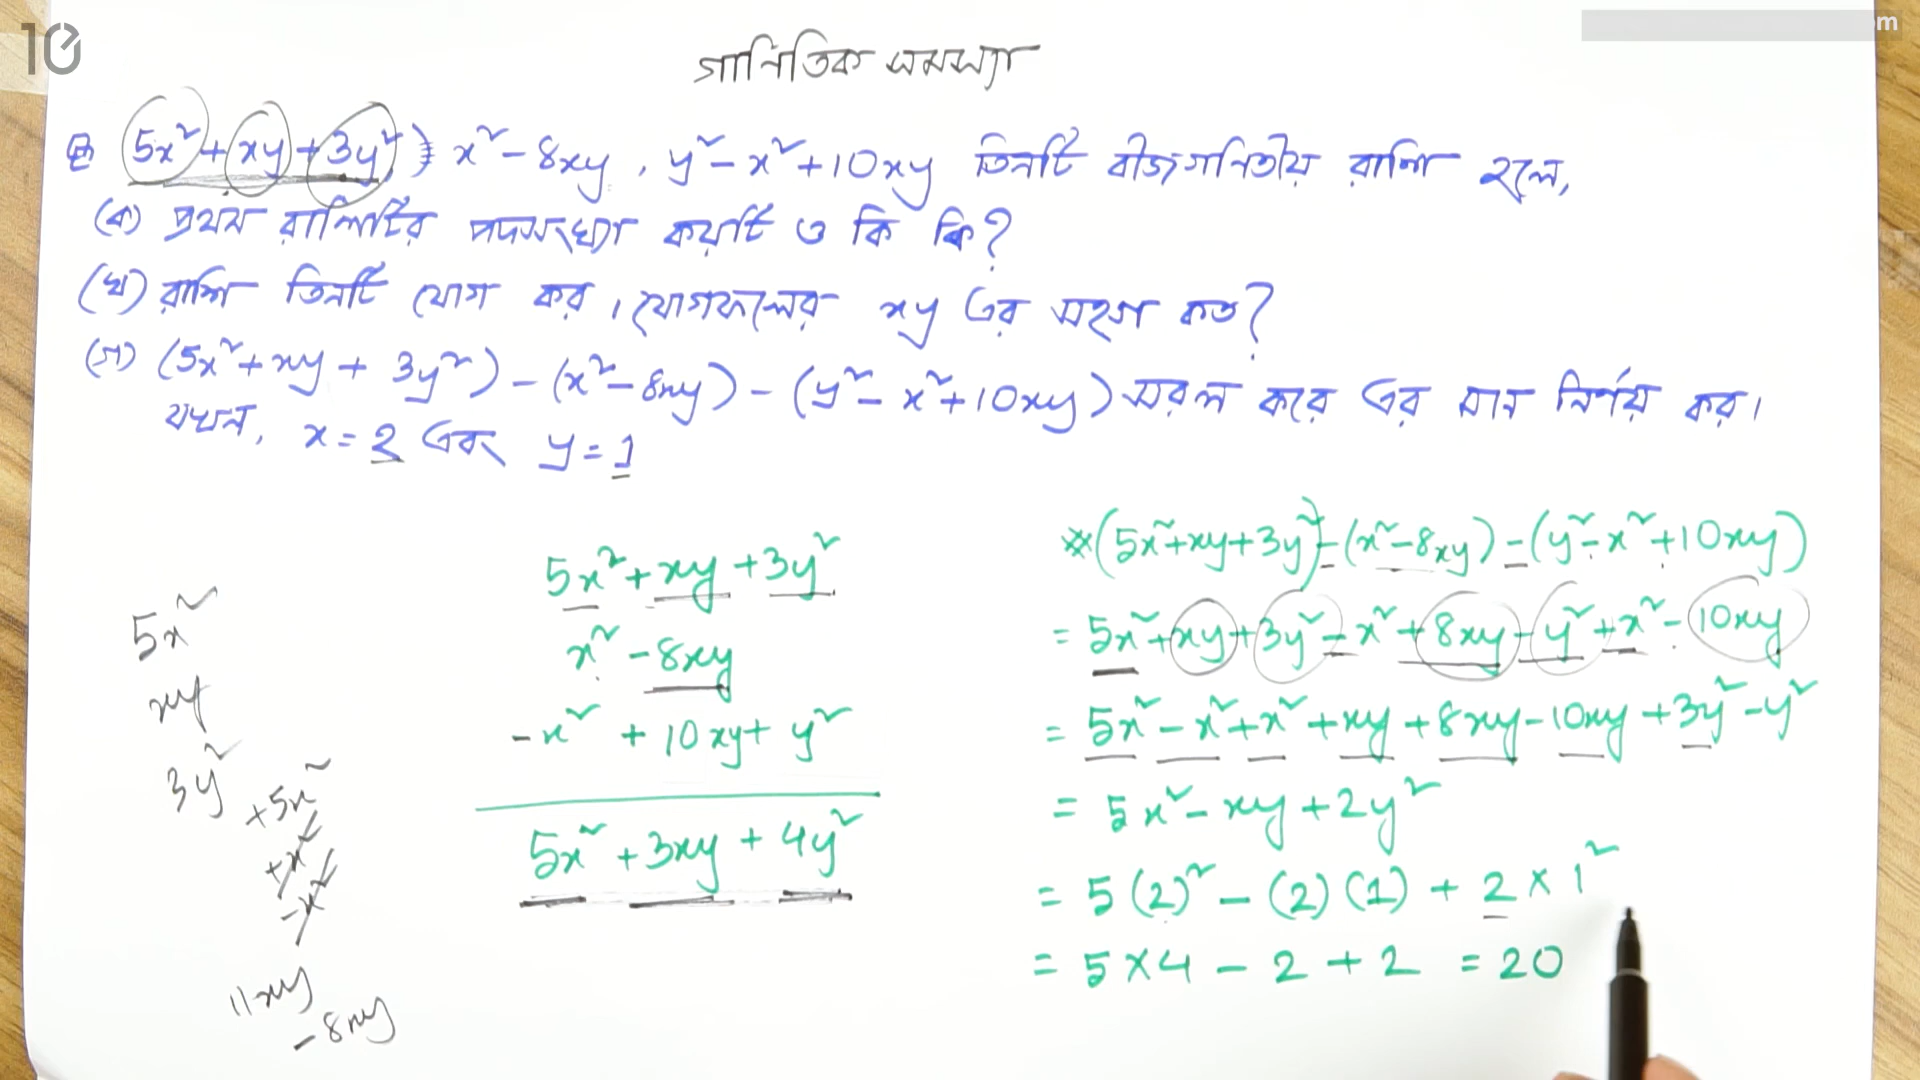 10
m
গানিতিক সমস্যা
5x² + xy + 3y², x² - 8xy, y² - x² + 10xy তিনটি বীজগনিতীয় রাশি হলে,
(ক) প্রথম রাশিটির পদসংখ্যা কয়টি ও কি কি?
(খ) রাশি তিনটি যোগ কর। যোগফলের xy এর সহগ কত?
(গ) (5x² + xy + 3y²) - (x² - 8xy) - (y² - x² + 10xy) সরল করে এর মান নির্ণয় কর।
যখন, x = 2 এবং y = 1
5x²
xy
3y²
+5x²
+x²
-x²
11xy
-8xy
5x² + xy + 3y²
x² - 8xy
-x² + 10xy + y²
5x² + 3xy + 4y²
* (5x² + xy + 3y²) - (x² - 8xy) - (y² - x² + 10xy)
= 5x² + xy + 3y² - x² + 8xy - y² + x² - 10xy
= 5x² - x² + x² + xy + 8xy - 10xy + 3y² - y²
= 5x² - xy + 2y²
= 5(2)² - (2)(1) + 2 × 1²
= 5 × 4 - 2 + 2 = 20